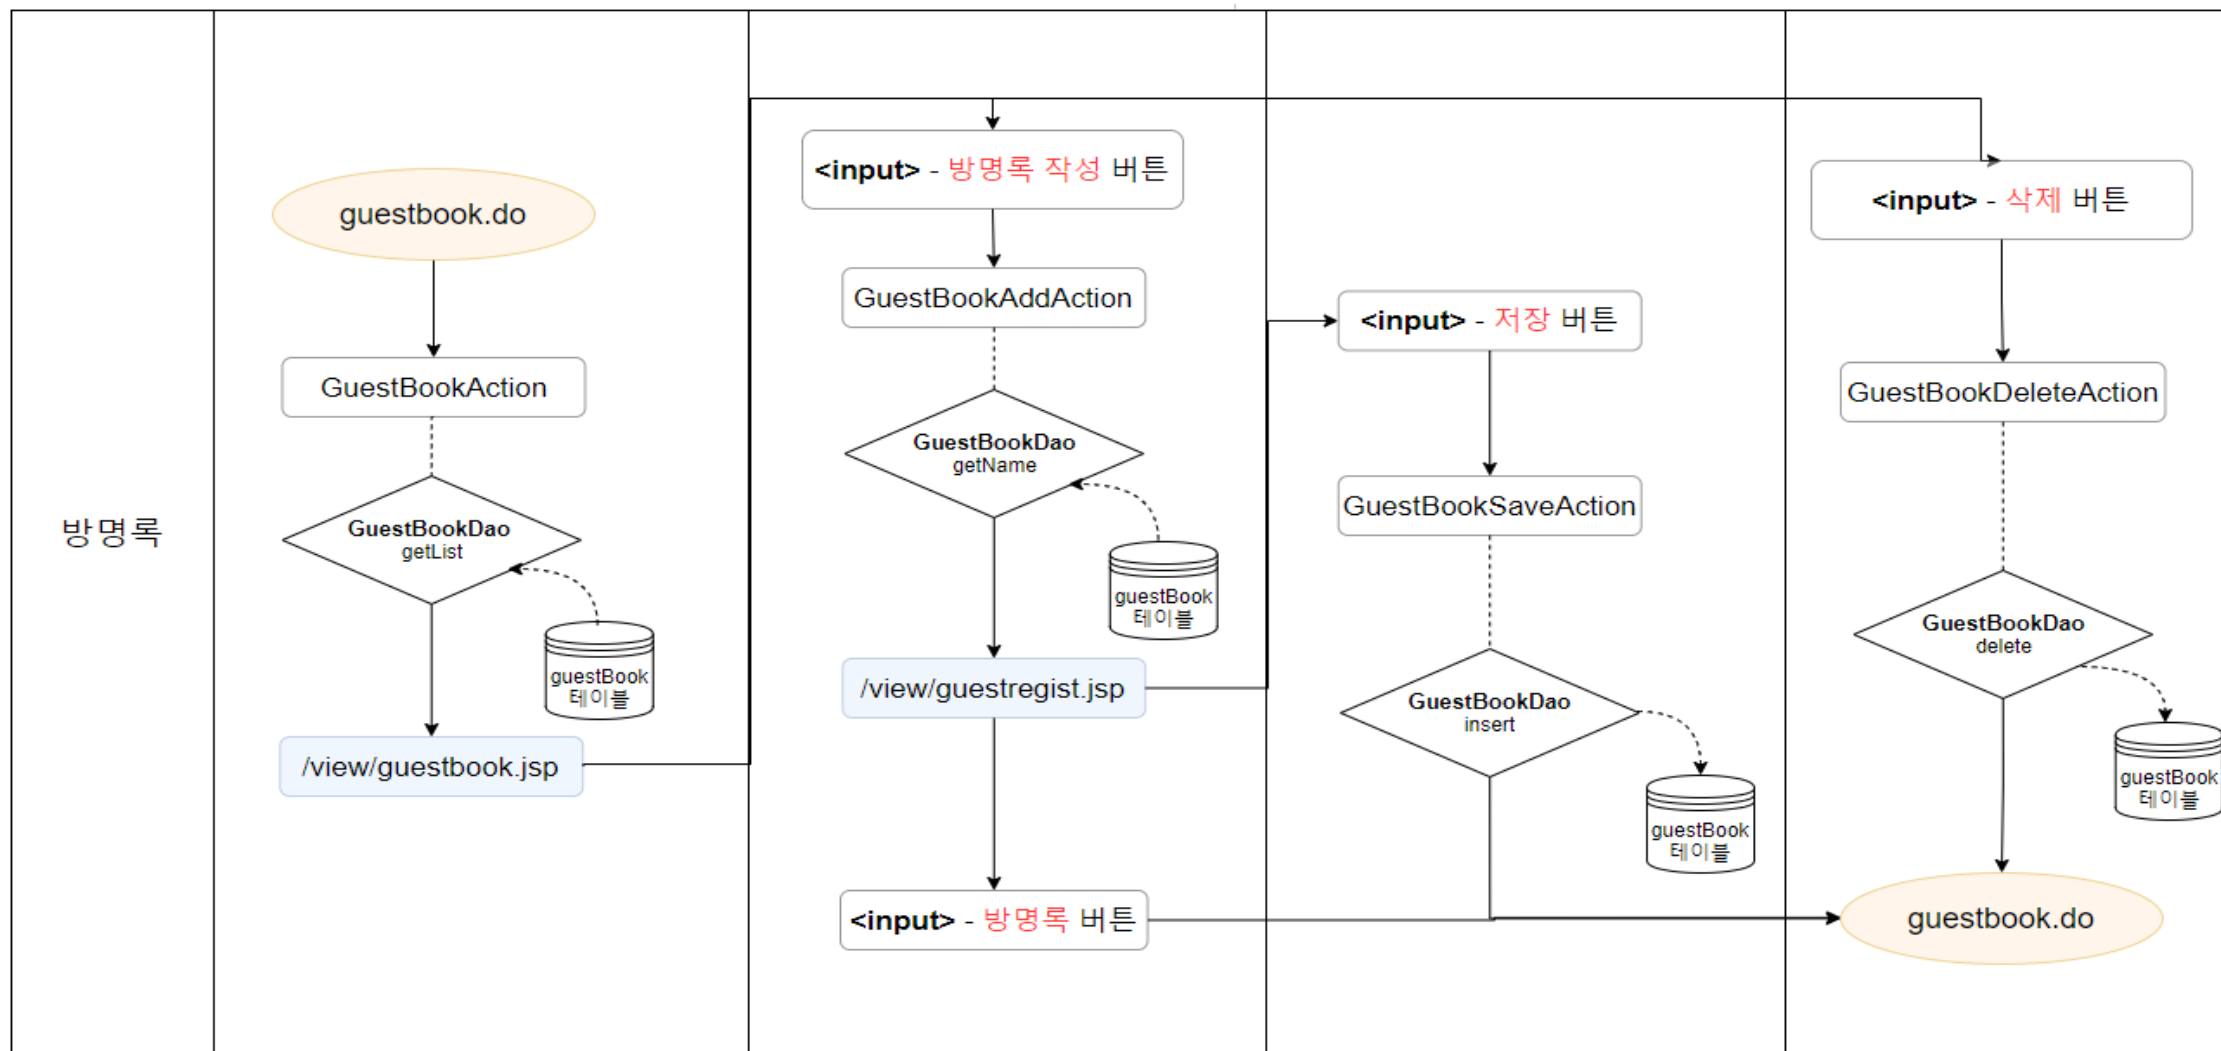 방명록
guestbook.do
GuestBookAction
GuestBookDao
getList
guestBook
테이블
/view/guestbook.jsp
<input> - 방명록 작성 버튼
GuestBookAddAction
GuestBookDao
getName
guestBook
테이블
/view/guestregist.jsp
<input> - 방명록 버튼
<input> - 저장 버튼
GuestBookSaveAction
GuestBookDao
insert
guestBook
테이블
<input> - 삭제 버튼
GuestBookDeleteAction
GuestBookDao
delete
guestBook
테이블
guestbook.do